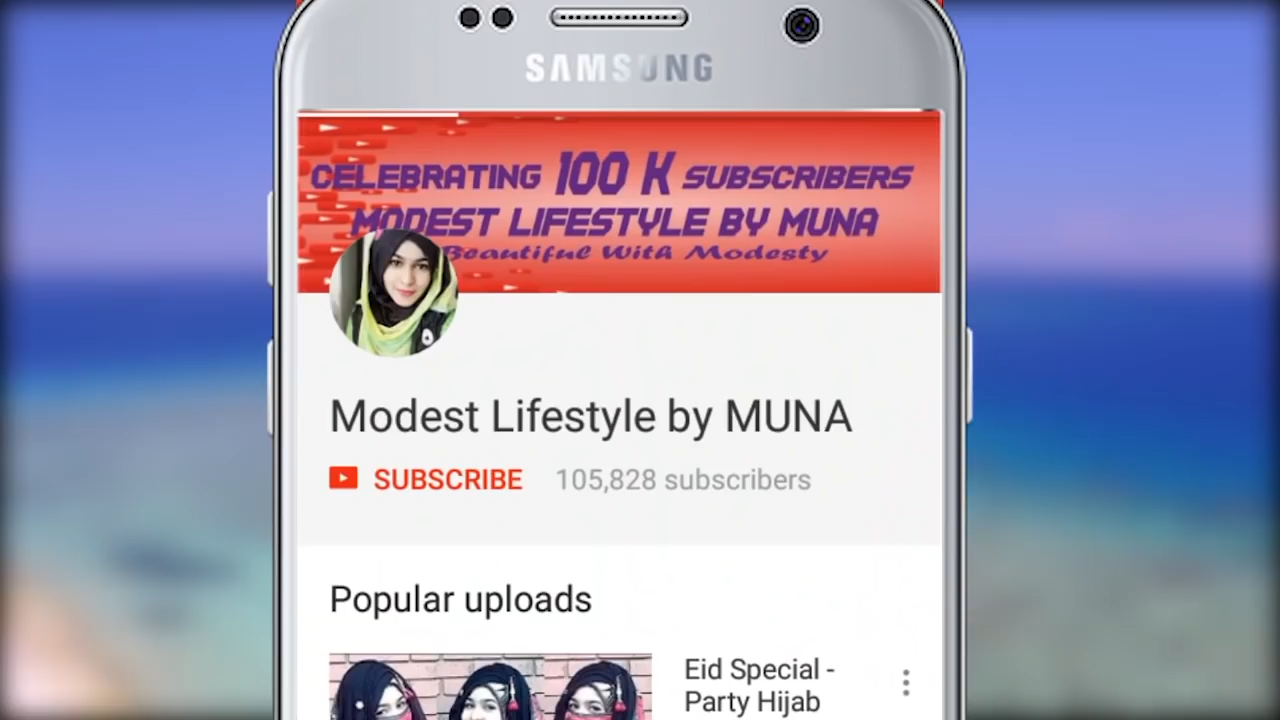 SAMSUNG
CELEBRATING 100 K SUBSCRIBERS
MODEST LIFESTYLE BY MUNA
Beautiful With Modesty
Modest Lifestyle by MUNA
SUBSCRIBE 105,828 subscribers
Popular uploads
Eid Special -
Party Hijab